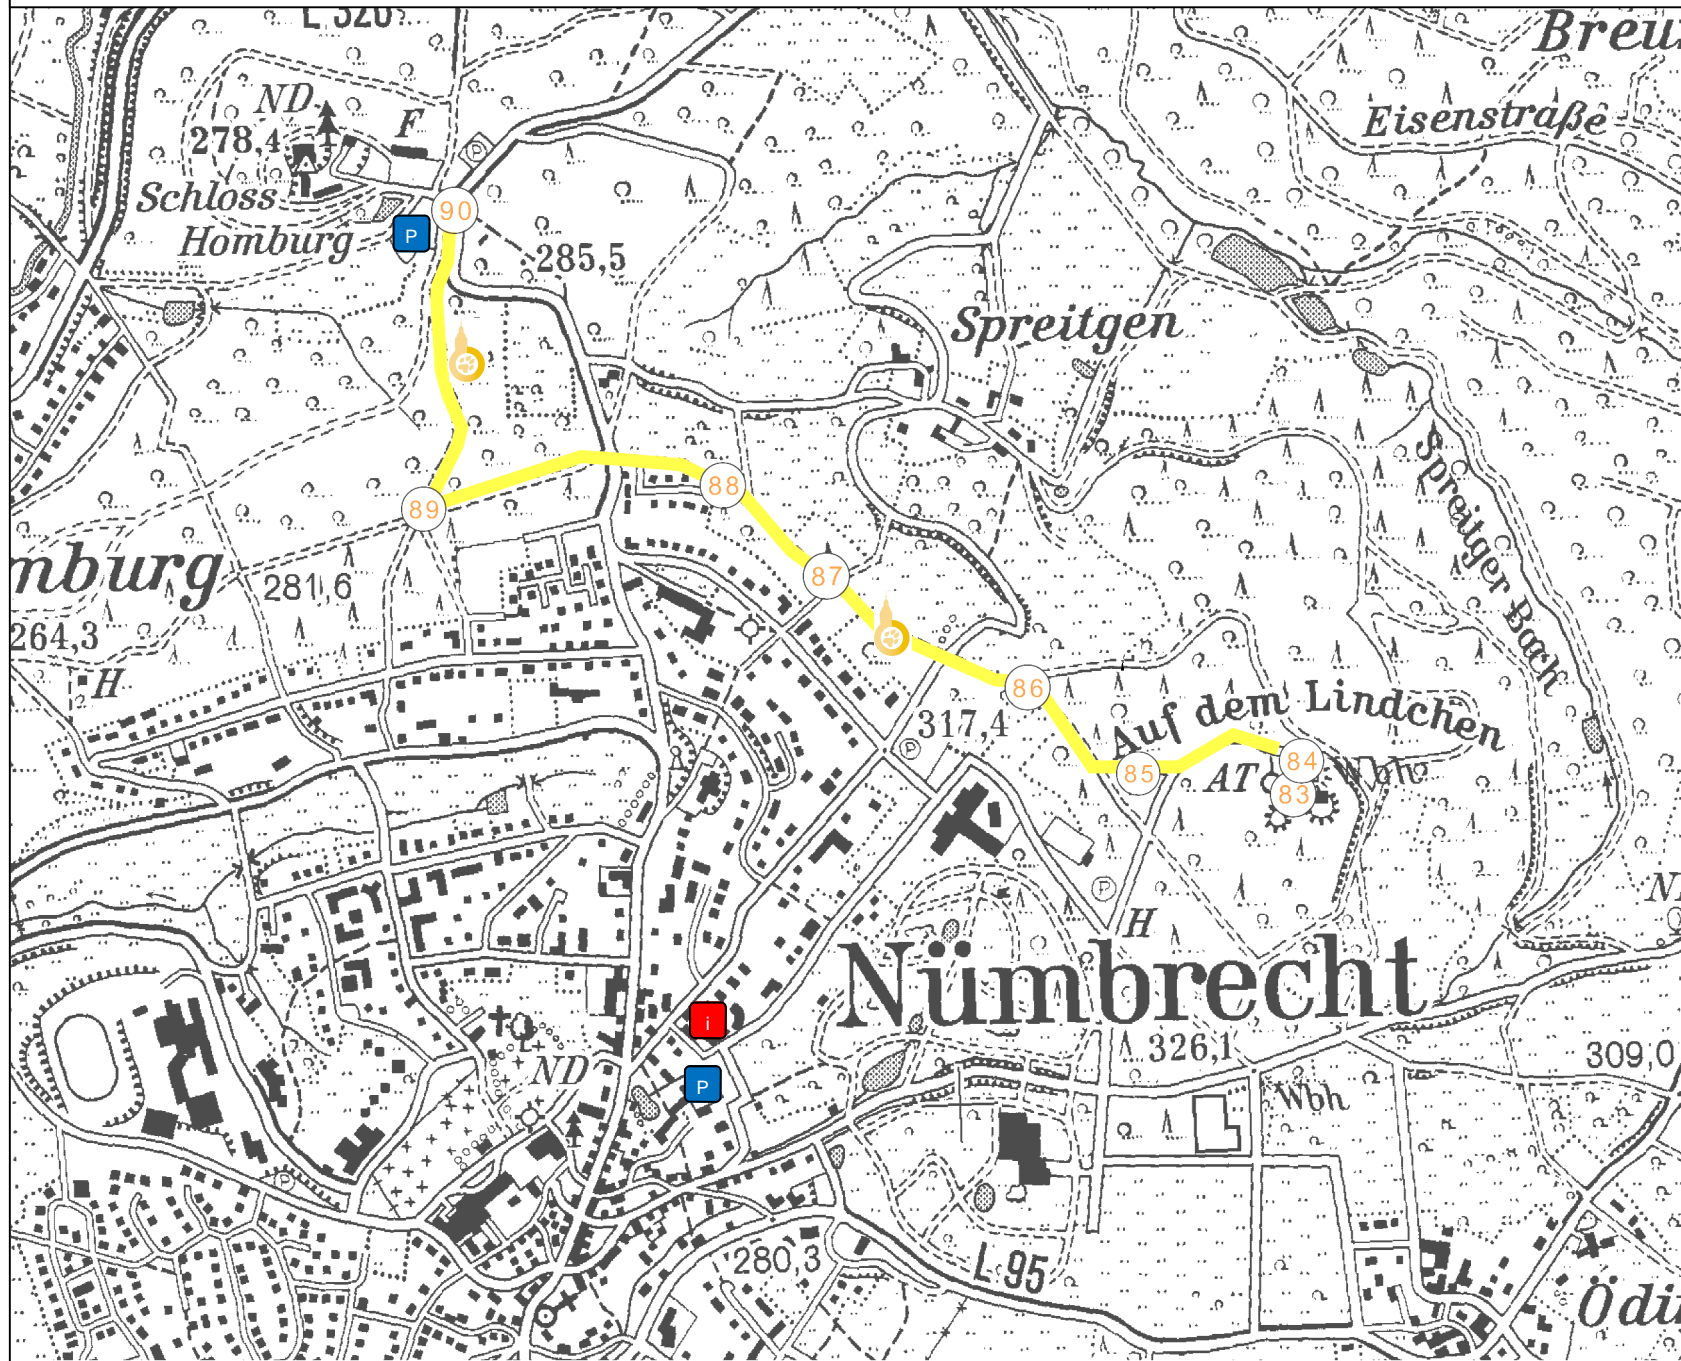 L 320
Breu
ND
F
278,4
Eisenstraße
P
Schloss
90
P
Homburg
285,5
Spreitgen
Spreitger Bach
88
89
mburg
281,6
87
264,3
H
86
Auf dem Lindchen
317,4
P
84
85
AT
Wbh
83
P
H
Nümbrecht
i
326,1
309,0
ND
P
Wbh
P
280,3
L 95
Ödi